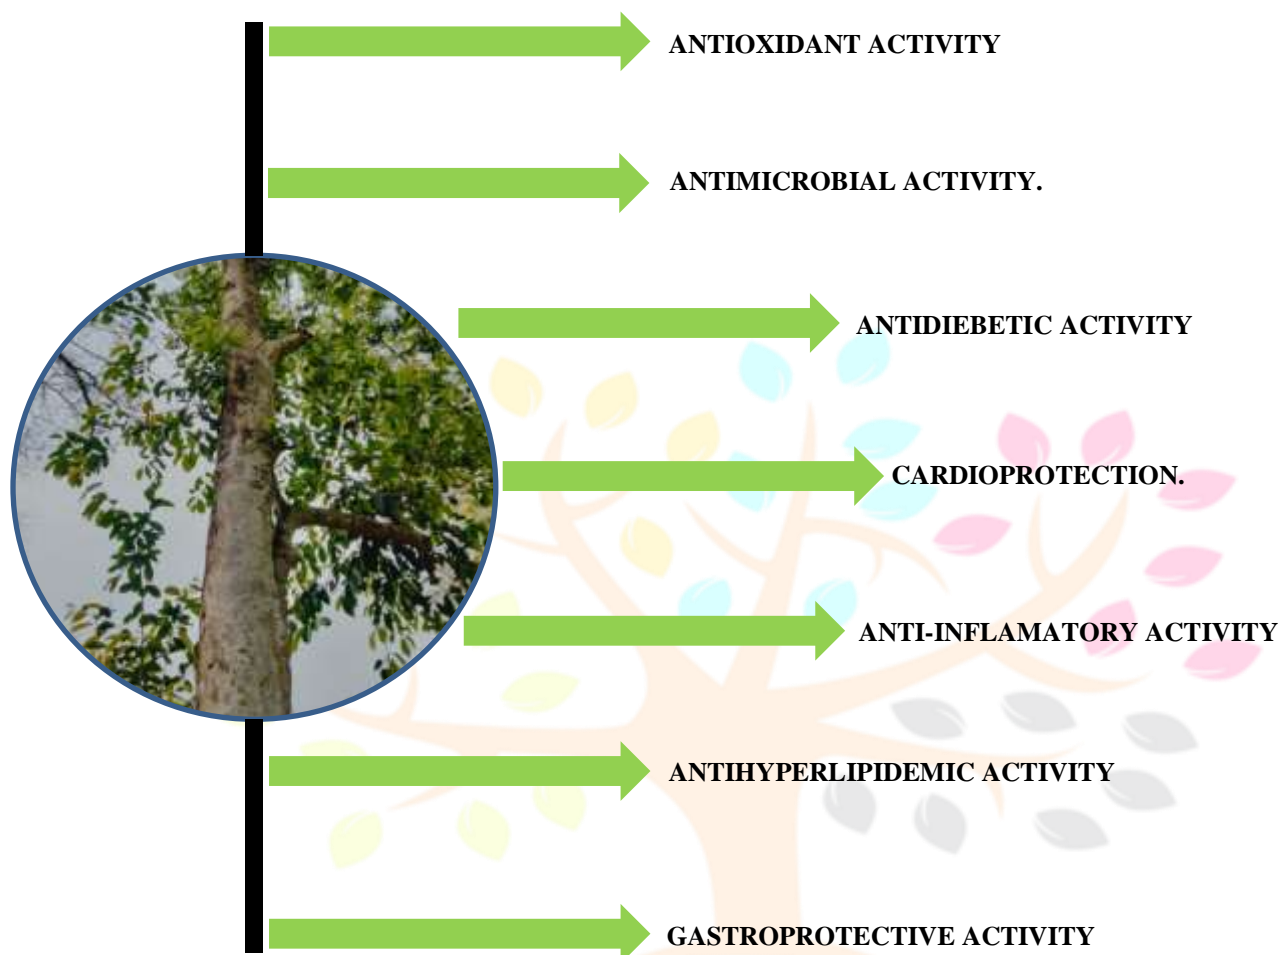 ANTIOXIDANT ACTIVITY
ANTIMICROBIAL ACTIVITY.
ANTIDIEBETIC ACTIVITY
CARDIOPROTECTION.
ANTI-INFLAMATORY ACTIVITY
ANTIHYPERLIPIDEMIC ACTIVITY
GASTROPROTECTIVE ACTIVITY